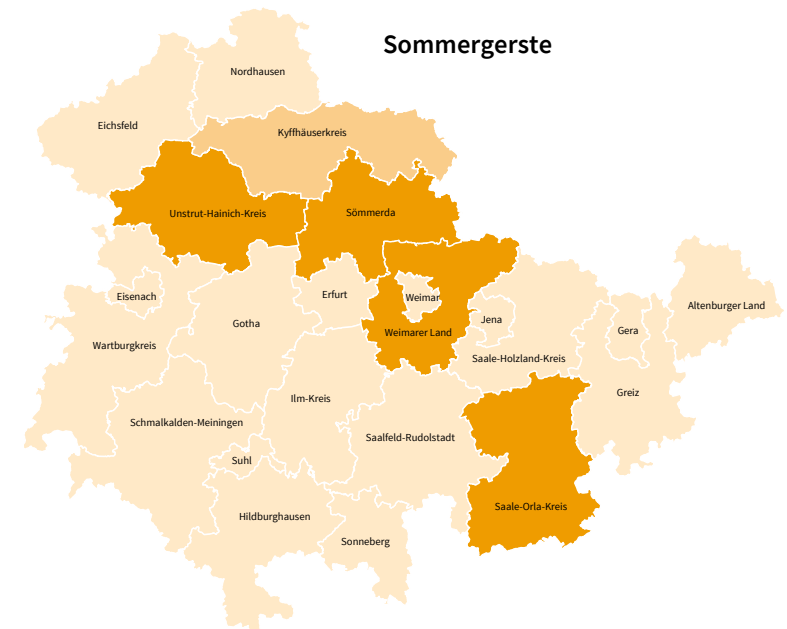 Sommergerste
Nordhausen
Eichsfeld
Kyffhäuserkreis
Unstrut-Hainich-Kreis
Sömmerda
Eisenach
Erfurt
Weimar
Altenburger Land
Gotha
Jena
Gera
Weimarer Land
Wartburgkreis
Saale-Holzland-Kreis
Greiz
Ilm-Kreis
Schmalkalden-Meiningen
Saalfeld-Rudolstadt
Suhl
Saale-Orla-Kreis
Hildburghausen
Sonneberg